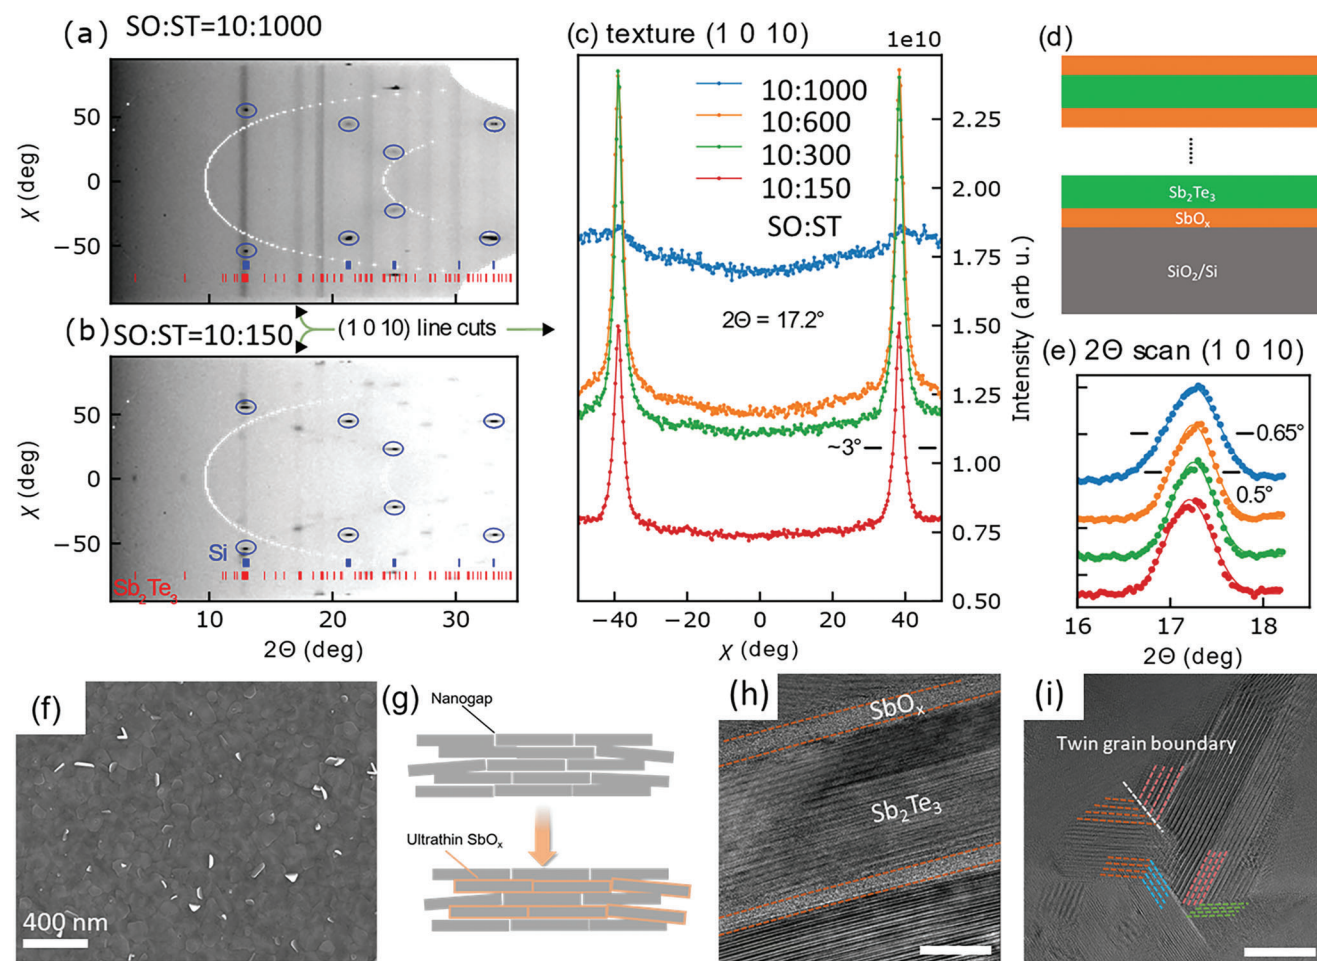 (a) SO:ST=10:1000
χ (deg)
50
0
−50
10
20
30
(b) SO:ST=10:150
(1 0 10) line cuts
χ (deg)
50
0
−50
Si
Sb2Te3
10
20
30
2Θ (deg)
(c) texture (1 0 10)
1e10
10:1000
10:600
10:300
10:150
SO:ST
2Θ = 17.2°
~3°
2.25
2.00
1.75
1.50
1.25
1.00
0.75
0.50
Intensity (arb u.)
−40
−20
0
20
40
χ (deg)
(d)
Sb₂Te₃
SbOₓ
SiO₂/Si
(e) 2Θ scan (1 0 10)
0.65°
0.5°
16
17
18
2Θ (deg)
(f)
400 nm
(g)
Nanogap
Ultrathin SbOₓ
(h)
SbOₓ
Sb₂Te₃
(i)
Twin grain boundary